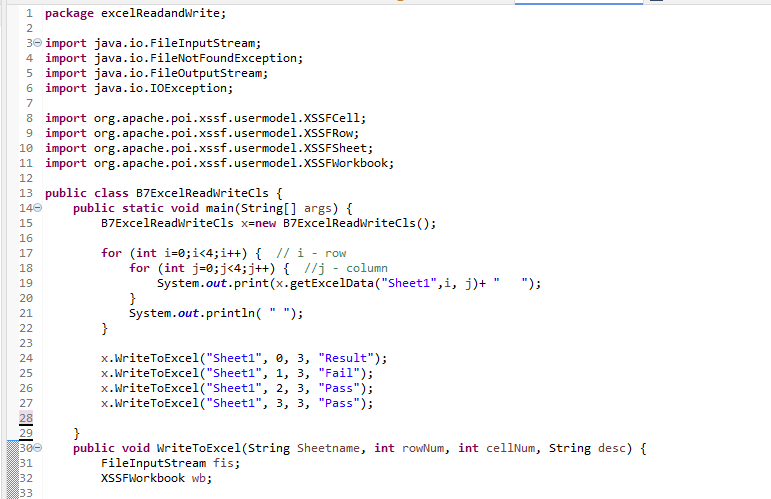 1 package excelReadandWrite;
2
3 import java.io.FileInputStream;
4 import java.io.FileNotFoundException;
5 import java.io.FileOutputStream;
6 import java.io.IOException;
7
8 import org.apache.poi.xssf.usermodel.XSSFCell;
9 import org.apache.poi.xssf.usermodel.XSSFRow;
10 import org.apache.poi.xssf.usermodel.XSSFSheet;
11 import org.apache.poi.xssf.usermodel.XSSFWorkbook;
12
13 public class B7ExcelReadWriteCls {
14     public static void main(String[] args) {
15         B7ExcelReadWriteCls x=new B7ExcelReadWriteCls();
16
17         for (int i=0;i<4;i++) {  // i - row
18             for (int j=0;j<4;j++) {  //j - column
19                 System.out.print(x.getExcelData("Sheet1",i, j)+ "   ");
20             }
21             System.out.println( " ");
22         }
23
24         x.WriteToExcel("Sheet1", 0, 3, "Result");
25         x.WriteToExcel("Sheet1", 1, 3, "Fail");
26         x.WriteToExcel("Sheet1", 2, 3, "Pass");
27         x.WriteToExcel("Sheet1", 3, 3, "Pass");
28
29     }
30     public void WriteToExcel(String Sheetname, int rowNum, int cellNum, String desc) {
31         FileInputStream fis;
32         XSSFWorkbook wb;
33